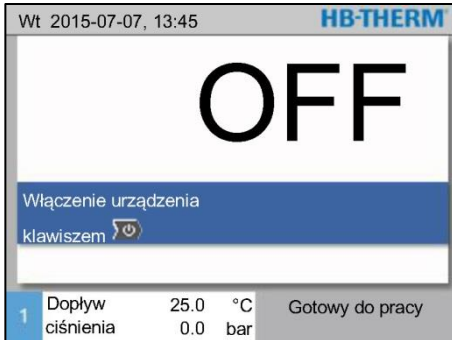 Wt 2015-07-07, 13:45 HB-THERM
OFF
Włączenie urządzenia
klawiszem
1 Dopływ 25.0 °C Gotowy do pracy
ciśnienia 0.0 bar